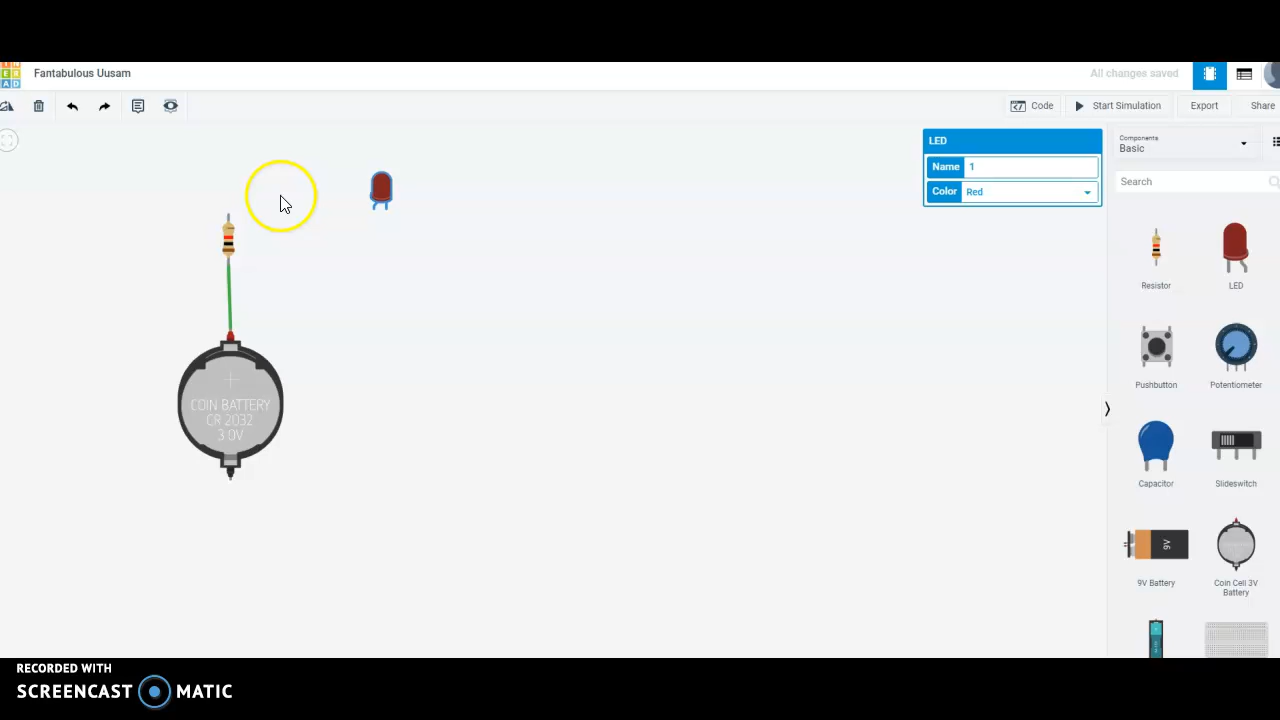 Fantabulous Uusam
All changes saved
Code
Start Simulation
Export
Share
LED
Name 1
Color Red
Components
Basic
Search
Resistor
LED
Pushbutton
Potentiometer
Capacitor
Slideswitch
9V
9V Battery
Coin Cell 3V
Battery
COIN BATTERY
CR 2032
3.0V
RECORDED WITH
SCREENCAST MATIC